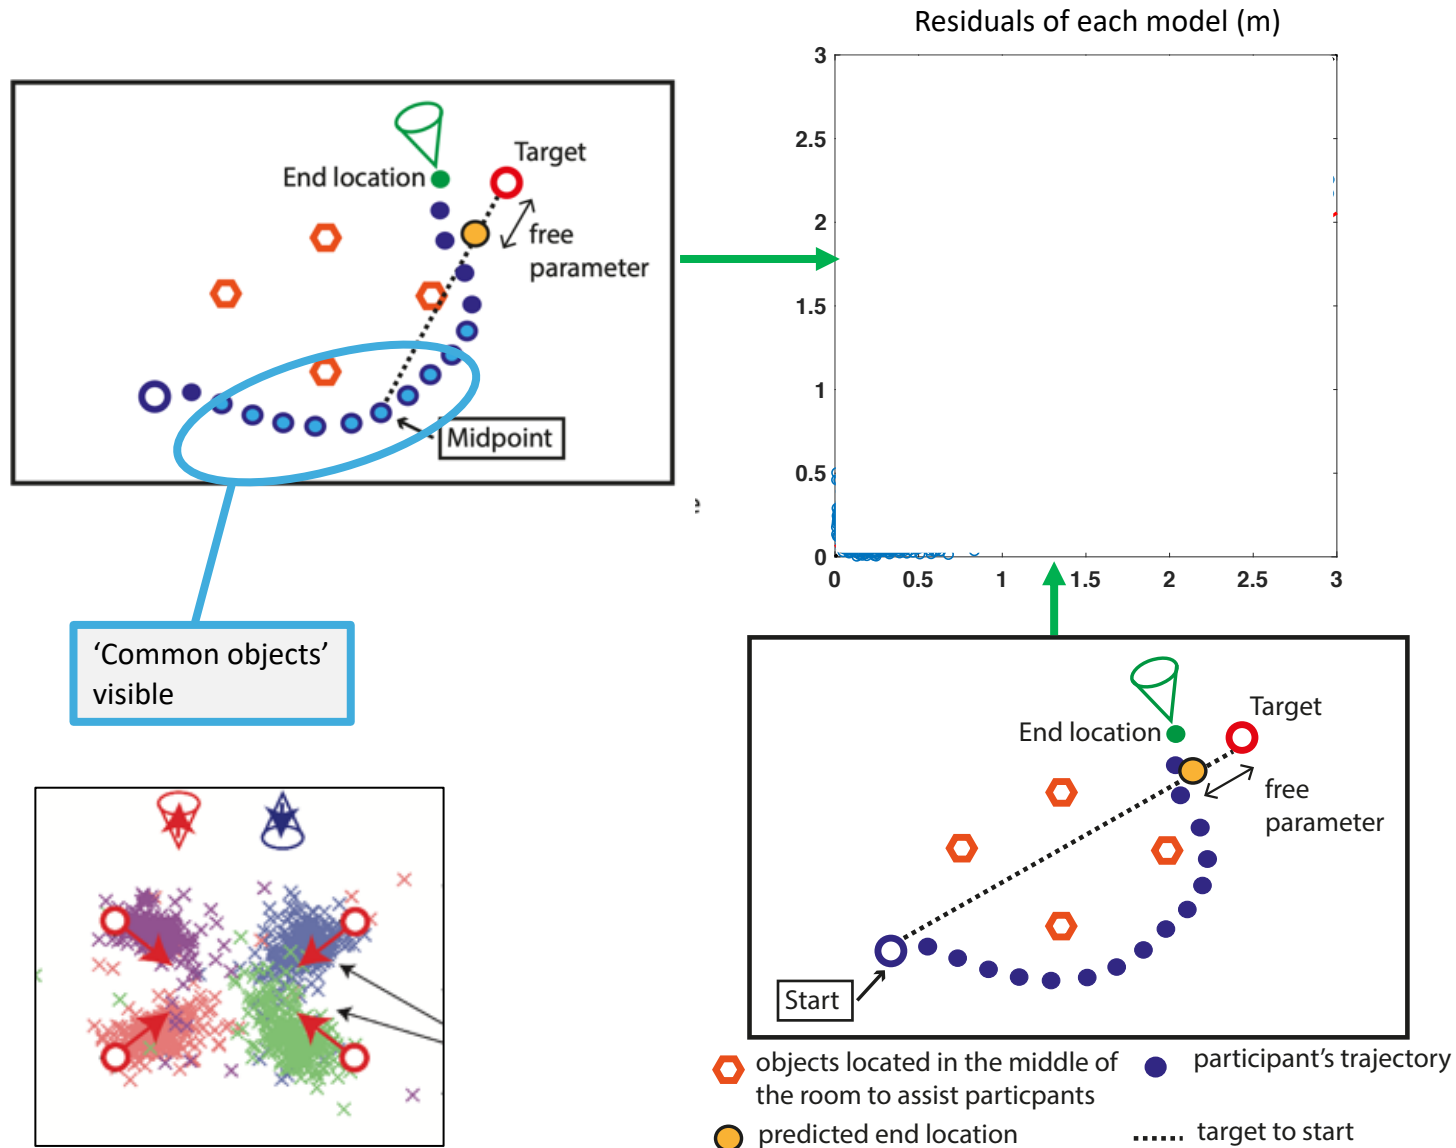 Residuals of each model (m)
3
2.5
2
1.5
1
0.5
0
0
0.5
1
1.5
2
2.5
3
Target
End location
free
parameter
Midpoint
‘Common objects’
visible
e
Target
End location
free
parameter
Start
objects located in the middle of
the room to assist particpants
participant’s trajectory
predicted end location
target to start